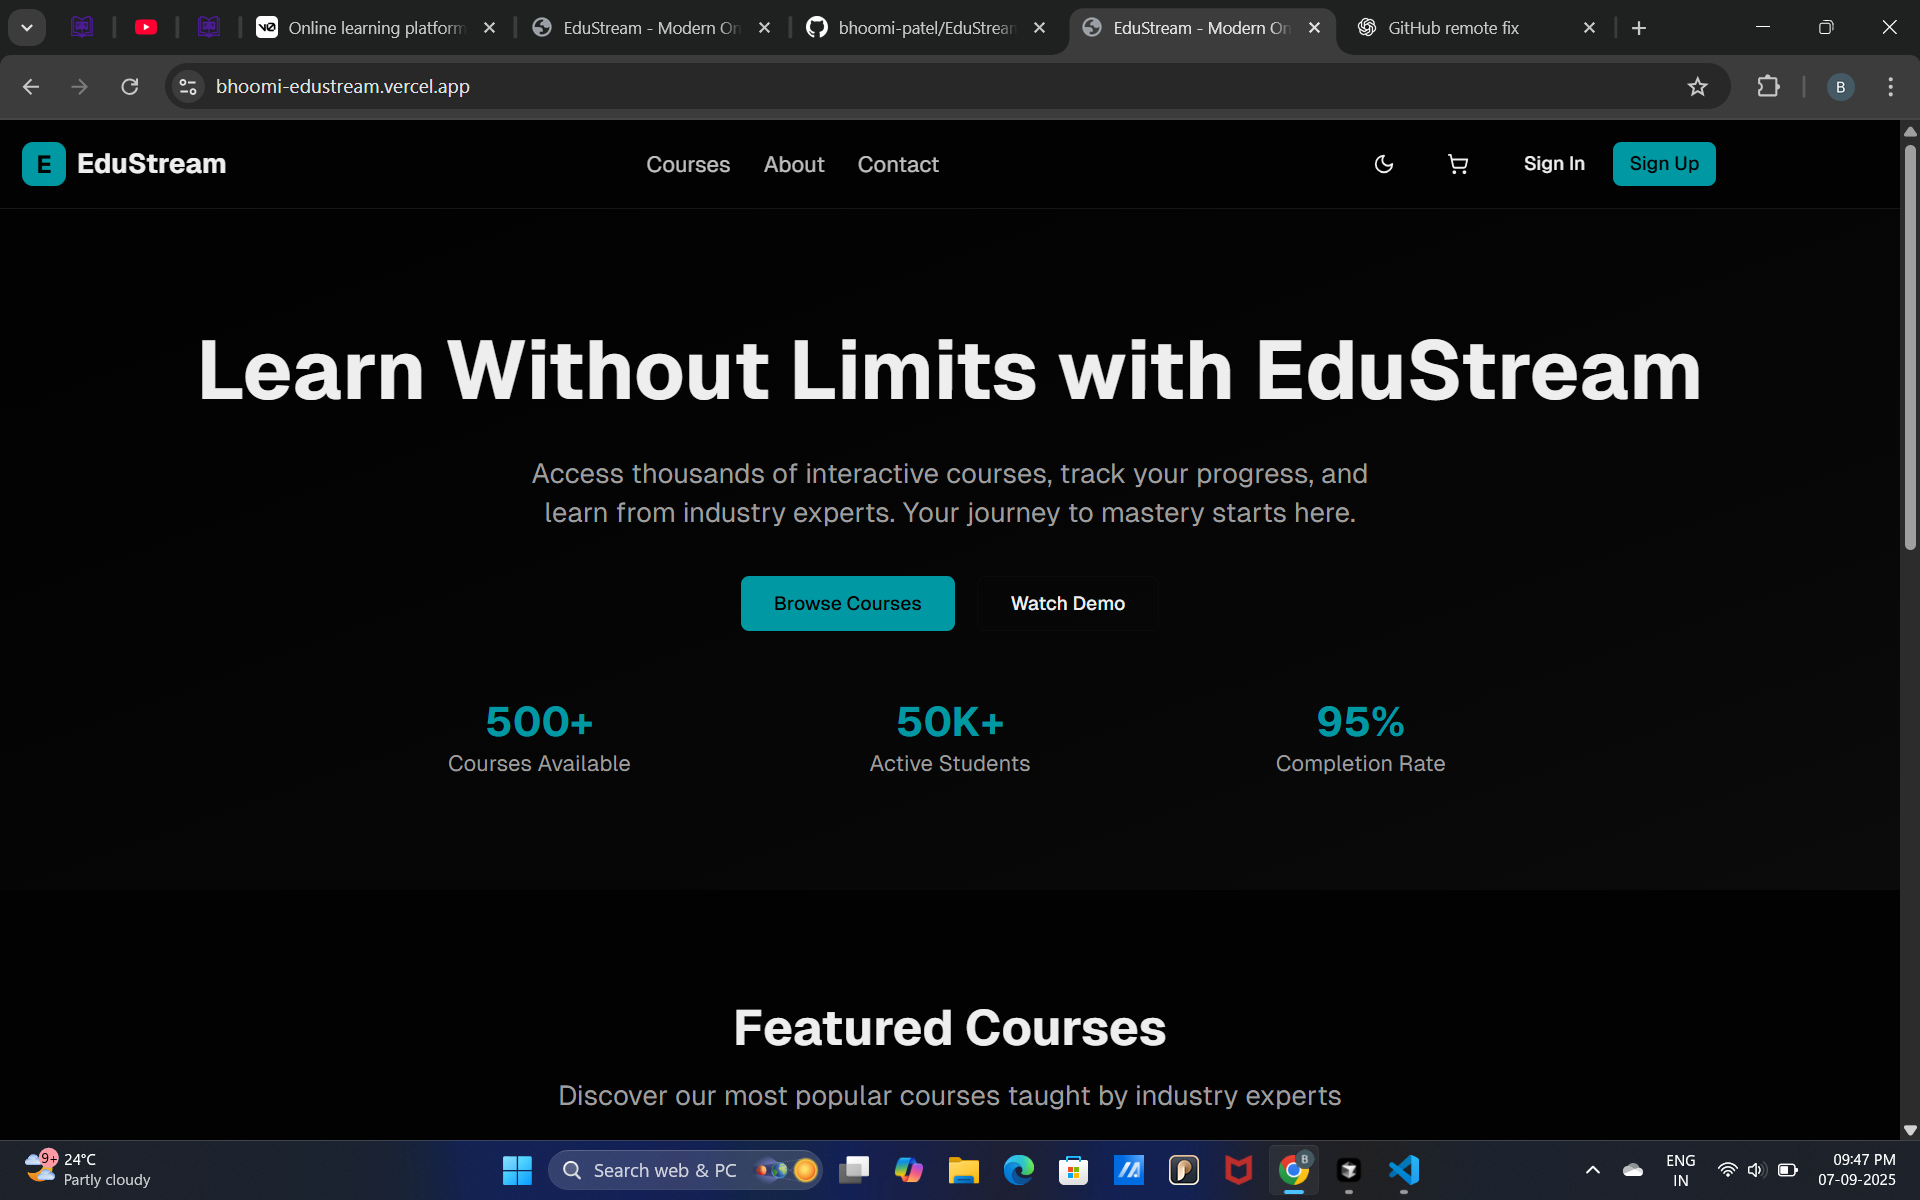 Online learning platform
EduStream - Modern On
bhoomi-patel/EduStream
EduStream - Modern On
GitHub remote fix
bhoomi-edustream.vercel.app
B
E EduStream
Courses About Contact
Sign In Sign Up
Learn Without Limits with EduStream
Access thousands of interactive courses, track your progress, and
learn from industry experts. Your journey to mastery starts here.
Browse Courses Watch Demo
500+ 50K+ 95%
Courses Available Active Students Completion Rate
Featured Courses
Discover our most popular courses taught by industry experts
9+ 24°C
Partly cloudy
Search web & PC
B
ENG
IN
09:47 PM
07-09-2025